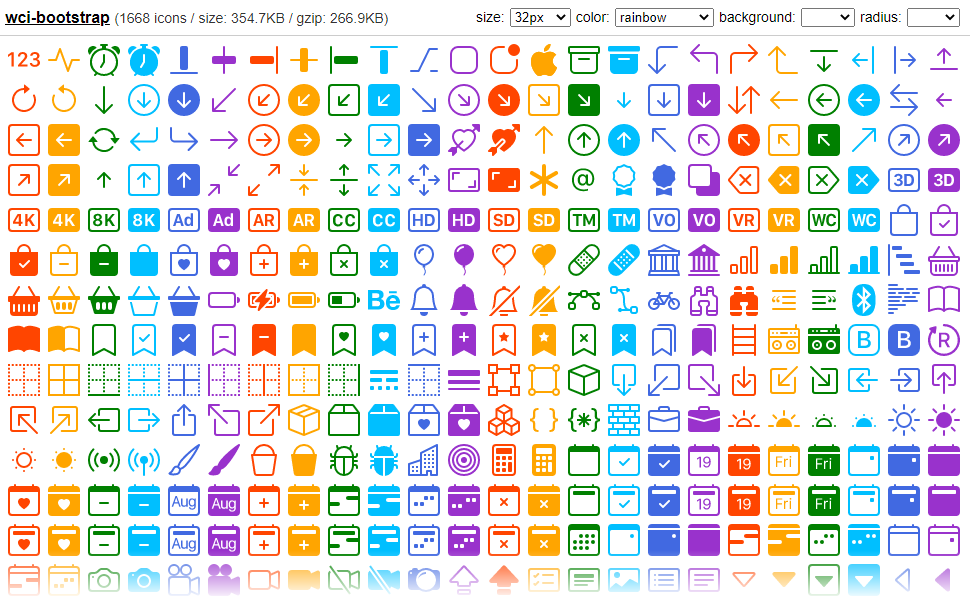 wci-bootstrap (1668 icons / size: 354.7KB / gzip: 266.9KB) size: 32px color: rainbow background: radius:
123
@ 3D 3D
4K 4K 8K 8K Ad Ad AR AR CC CC HD HD SD SD TM TM VO VO VR VR WC WC
Bē
B B R
{ } {*}
19 19 Fri Fri
Aug Aug 19 19 Fri Fri
Aug Aug